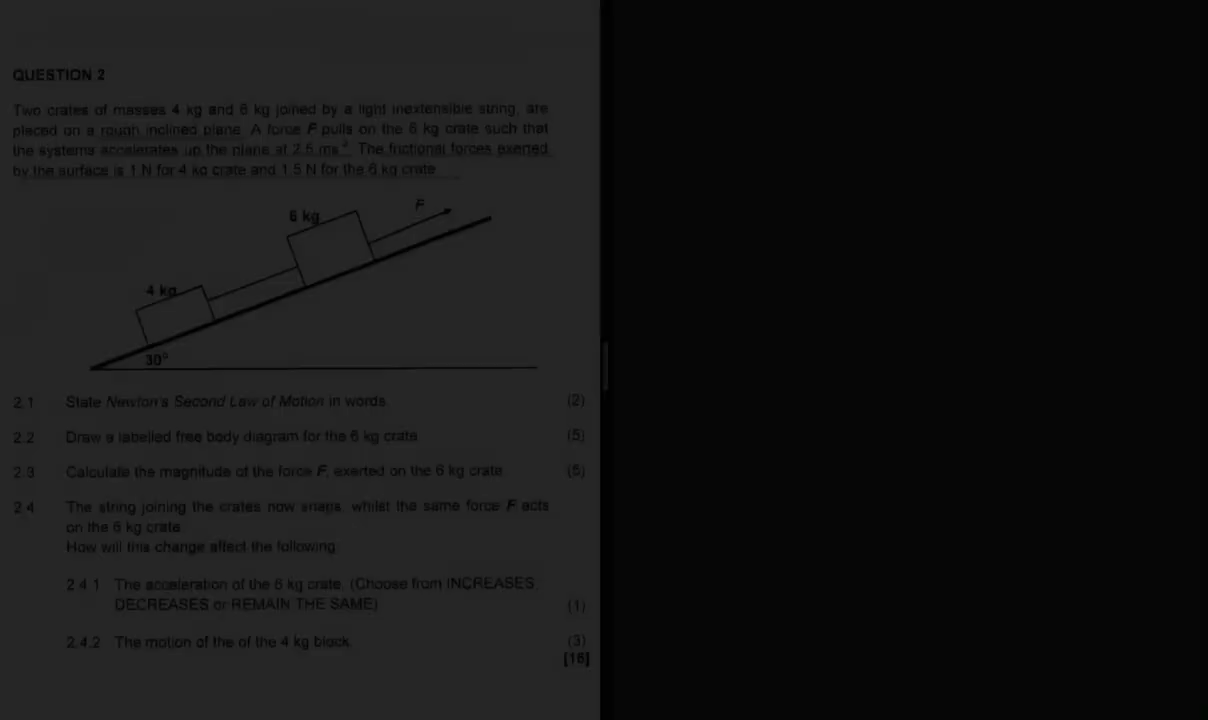 QUESTION 2
Two crates of masses 4 kg and 6 kg joined by a light inextensible string, are
placed on a rough inclined plane. A force F pulls on the 6 kg crate such that
the systems accelerates up the plane at 2.5 ms⁻². The frictional forces exerted
by the surface is 1 N for 4 kg crate and 1.5 N for the 6 kg crate
6 kg
F
4 kg
30°
2.1 State Newton's Second Law of Motion in words. (2)
2.2 Draw a labelled free body diagram for the 6 kg crate. (5)
2.3 Calculate the magnitude of the force F, exerted on the 6 kg crate. (5)
2.4 The string joining the crates now snaps, whilst the same force F acts
on the 6 kg crate.
How will this change affect the following:
2.4.1 The acceleration of the 6 kg crate. (Choose from INCREASES,
DECREASES or REMAIN THE SAME) (1)
2.4.2 The motion of the of the 4 kg block. (3)
[16]